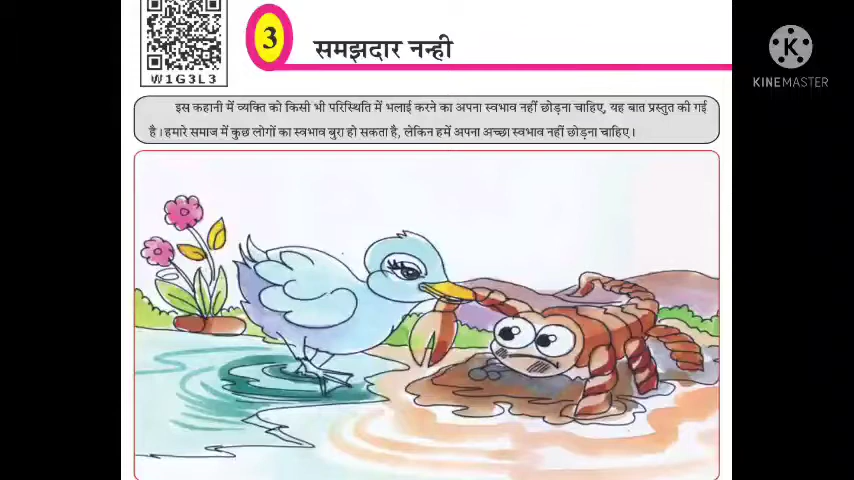 W1G3L3
3
समझदार नन्ही
इस कहानी में व्यक्ति को किसी भी परिस्थिति में भलाई करने का अपना स्वभाव नहीं छोड़ना चाहिए, यह बात प्रस्तुत की गई
है। हमारे समाज में कुछ लोगों का स्वभाव बुरा हो सकता है, लेकिन हमें अपना अच्छा स्वभाव नहीं छोड़ना चाहिए।
K
KINEMASTER